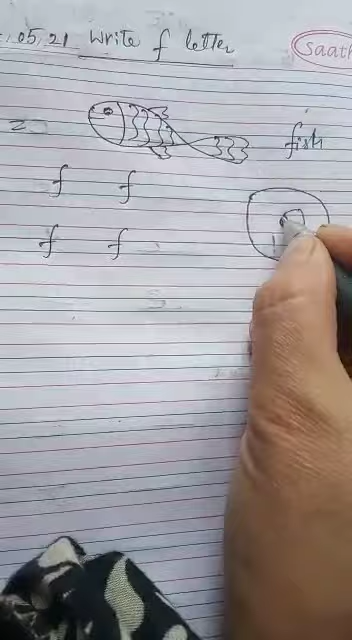 .05.21 Write f letter
Saath
fish
f f
f f